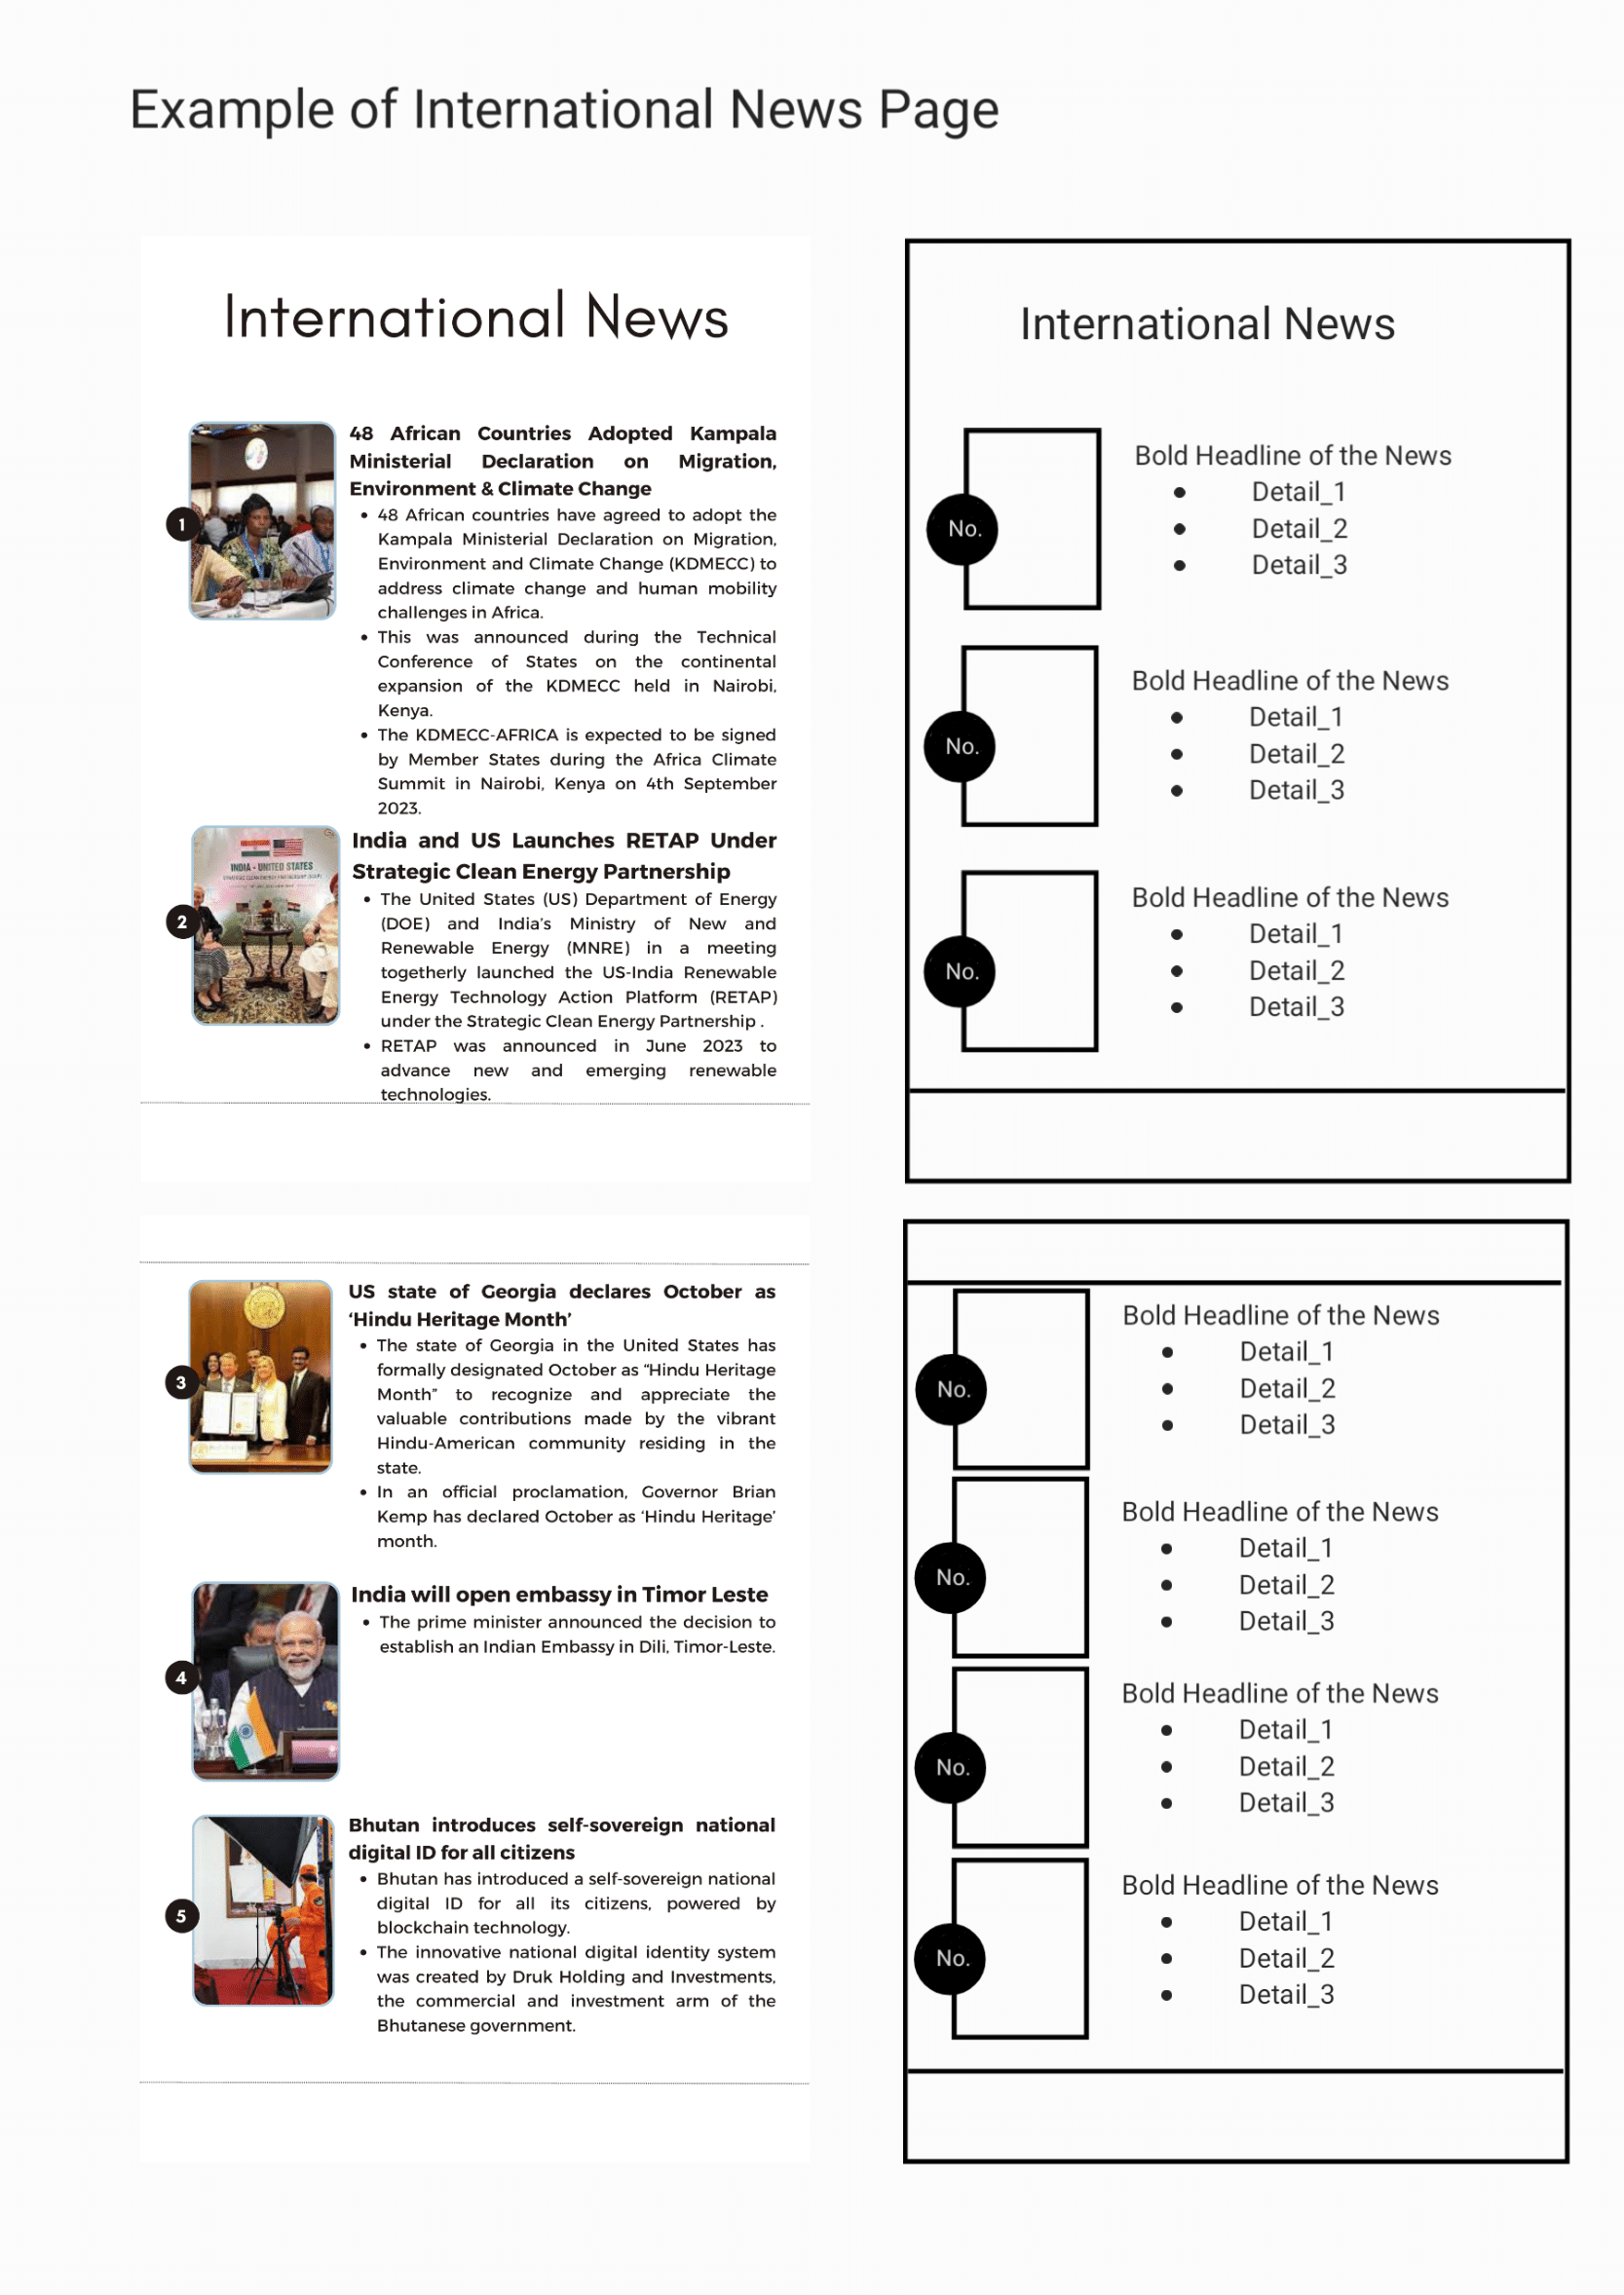 Example of International News Page
International News
1
48 African Countries Adopted Kampala
Ministerial Declaration on Migration,
Environment & Climate Change
• 48 African countries have agreed to adopt the
Kampala Ministerial Declaration on Migration,
Environment and Climate Change (KDMECC) to
address climate change and human mobility
challenges in Africa.
• This was announced during the Technical
Conference of States on the continental
expansion of the KDMECC held in Nairobi,
Kenya.
• The KDMECC-AFRICA is expected to be signed
by Member States during the Africa Climate
Summit in Nairobi, Kenya on 4th September
2023.
INDIA - UNITED STATES
2
India and US Launches RETAP Under
Strategic Clean Energy Partnership
• The United States (US) Department of Energy
(DOE) and India's Ministry of New and
Renewable Energy (MNRE) in a meeting
togetherly launched the US-India Renewable
Energy Technology Action Platform (RETAP)
under the Strategic Clean Energy Partnership .
• RETAP was announced in June 2023 to
advance new and emerging renewable
technologies.
International News
No.
Bold Headline of the News
• Detail_1
• Detail_2
• Detail_3
No.
Bold Headline of the News
• Detail_1
• Detail_2
• Detail_3
No.
Bold Headline of the News
• Detail_1
• Detail_2
• Detail_3
3
US state of Georgia declares October as
‘Hindu Heritage Month’
• The state of Georgia in the United States has
formally designated October as “Hindu Heritage
Month” to recognize and appreciate the
valuable contributions made by the vibrant
Hindu-American community residing in the
state.
• In an official proclamation, Governor Brian
Kemp has declared October as ‘Hindu Heritage’
month.
4
India will open embassy in Timor Leste
• The prime minister announced the decision to
establish an Indian Embassy in Dili, Timor-Leste.
5
Bhutan introduces self-sovereign national
digital ID for all citizens
• Bhutan has introduced a self-sovereign national
digital ID for all its citizens, powered by
blockchain technology.
• The innovative national digital identity system
was created by Druk Holding and Investments,
the commercial and investment arm of the
Bhutanese government.
No.
Bold Headline of the News
• Detail_1
• Detail_2
• Detail_3
No.
Bold Headline of the News
• Detail_1
• Detail_2
• Detail_3
No.
Bold Headline of the News
• Detail_1
• Detail_2
• Detail_3
No.
Bold Headline of the News
• Detail_1
• Detail_2
• Detail_3